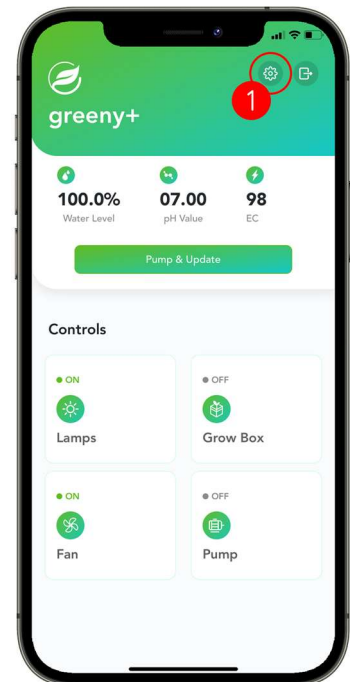 1
greeny+
100.0% 07.00 98
Water Level pH Value EC
Pump & Update
Controls
ON OFF
Lamps Grow Box
ON OFF
Fan Pump